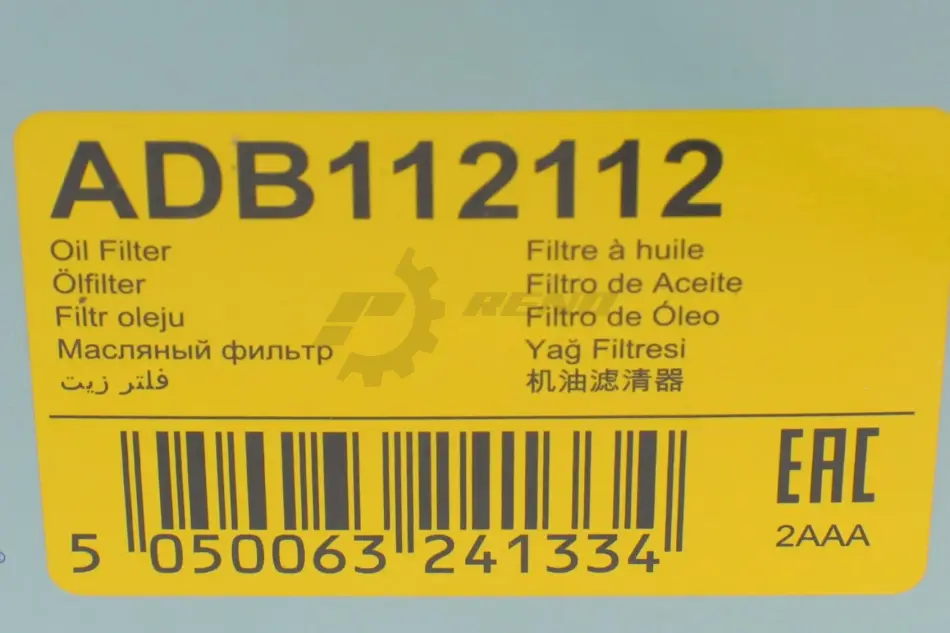 ADB112112
Oil Filter
Ölfilter
Filtr oleju
Масляный фильтр
فلتر زيت
Filtre à huile
Filtro de Aceite
Filtro de Óleo
Yağ Filtresi
机油滤清器
EAC
2AAA
5 050063 241334